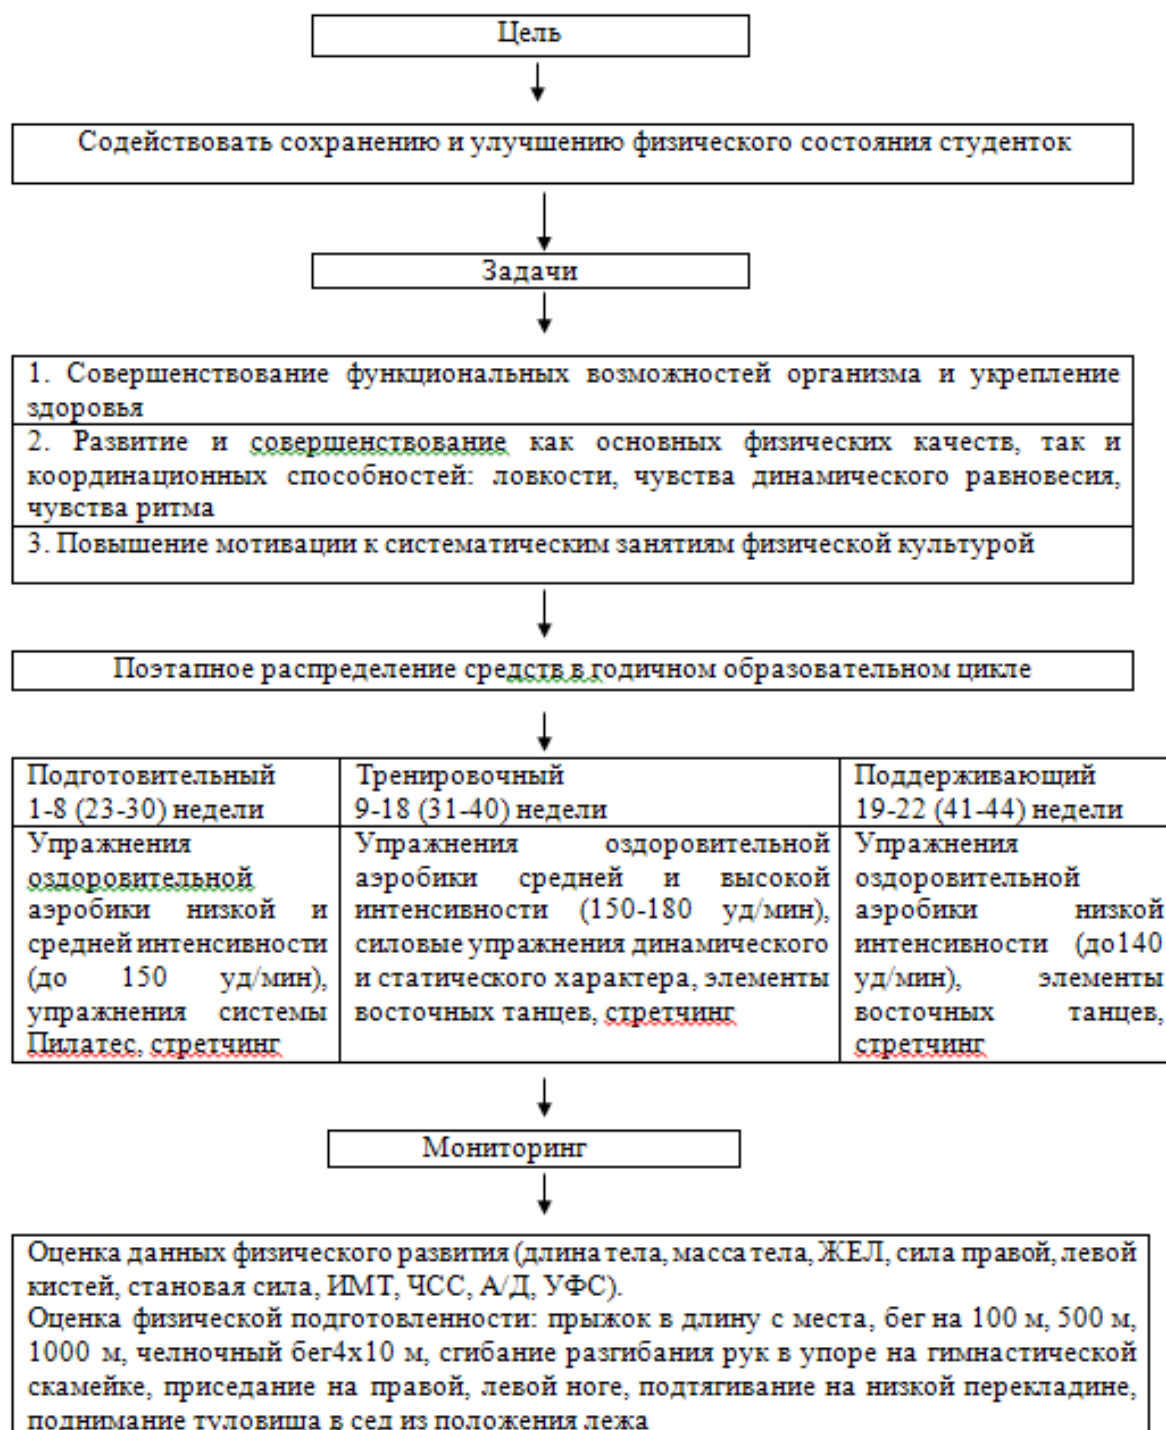 Цель
Содействовать сохранению и улучшению физического состояния студенток
Задачи
1. Совершенствование функциональных возможностей организма и укрепление
здоровья
2. Развитие и совершенствование как основных физических качеств, так и
координационных способностей: ловкости, чувства динамического равновесия,
чувства ритма
3. Повышение мотивации к систематическим занятиям физической культурой
Поэтапное распределение средств в годичном образовательном цикле
Подготовительный
1-8 (23-30) недели
Тренировочный
9-18 (31-40) недели
Поддерживающий
19-22 (41-44) недели
Упражнения
оздоровительной
аэробики низкой и
средней интенсивности
(до 150 уд/мин),
упражнения системы
Пилатес, стретчинг
Упражнения оздоровительной
аэробики средней и высокой
интенсивности (150-180 уд/мин),
силовые упражнения динамического
и статического характера, элементы
восточных танцев, стретчинг
Упражнения
оздоровительной
аэробики низкой
интенсивности (до140
уд/мин), элементы
восточных танцев,
стретчинг
Мониторинг
Оценка данных физического развития (длина тела, масса тела, ЖЕЛ, сила правой, левой
кистей, становая сила, ИМТ, ЧСС, А/Д, УФС).
Оценка физической подготовленности: прыжок в длину с места, бег на 100 м, 500 м,
1000 м, челночный бег4х10 м, сгибание разгибания рук в упоре на гимнастической
скамейке, приседание на правой, левой ноге, подтягивание на низкой перекладине,
поднимание туловища в сед из положения лежа